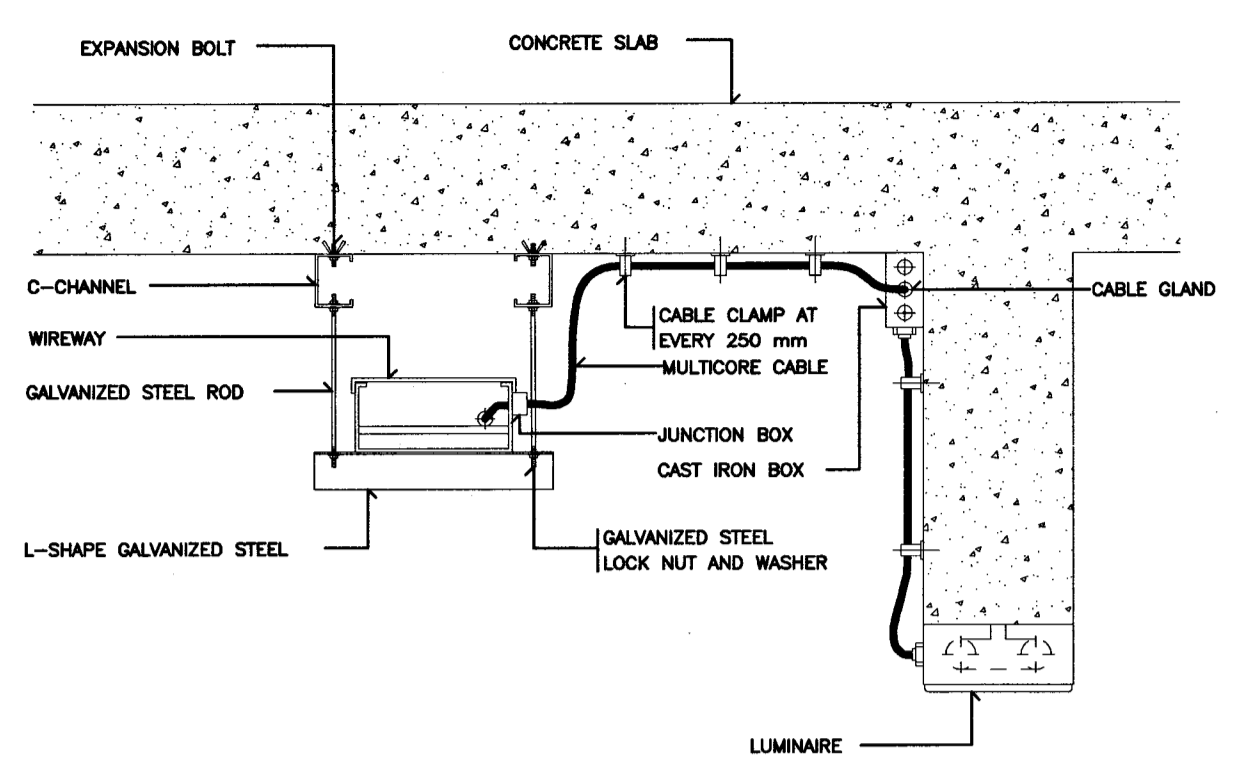 EXPANSION BOLT
CONCRETE SLAB
C-CHANNEL
CABLE GLAND
CABLE CLAMP AT
EVERY 250 mm
WIREWAY
MULTICORE CABLE
GALVANIZED STEEL ROD
JUNCTION BOX
CAST IRON BOX
L-SHAPE GALVANIZED STEEL
GALVANIZED STEEL
LOCK NUT AND WASHER
LUMINAIRE